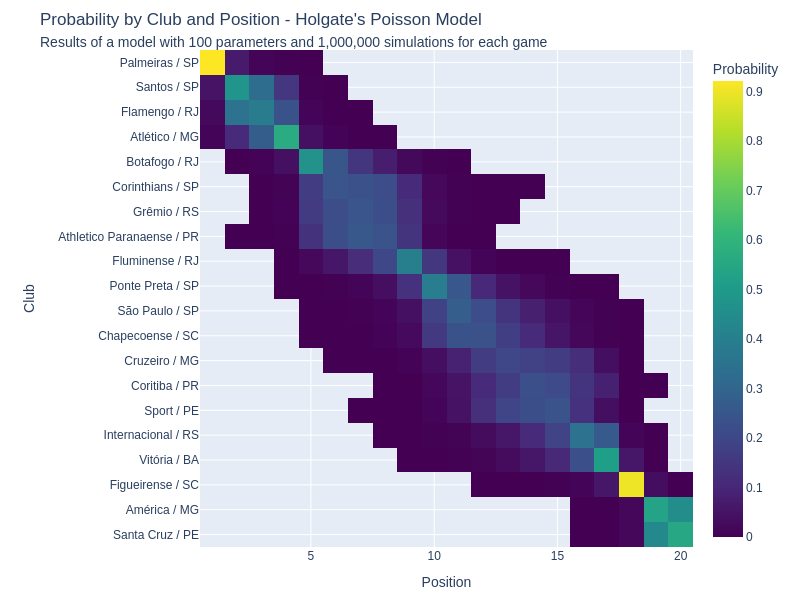 Probability by Club and Position - Holgate's Poisson Model
Results of a model with 100 parameters and 1,000,000 simulations for each game
Probability
Palmeiras / SP
Santos / SP
Flamengo / RJ
Atlético / MG
Botafogo / RJ
Corinthians / SP
Grêmio / RS
Athletico Paranaense / PR
Fluminense / RJ
Ponte Preta / SP
São Paulo / SP
Chapecoense / SC
Cruzeiro / MG
Coritiba / PR
Sport / PE
Internacional / RS
Vitória / BA
Figueirense / SC
América / MG
Santa Cruz / PE
Club
5
10
15
20
Position
0.9
0.8
0.7
0.6
0.5
0.4
0.3
0.2
0.1
0